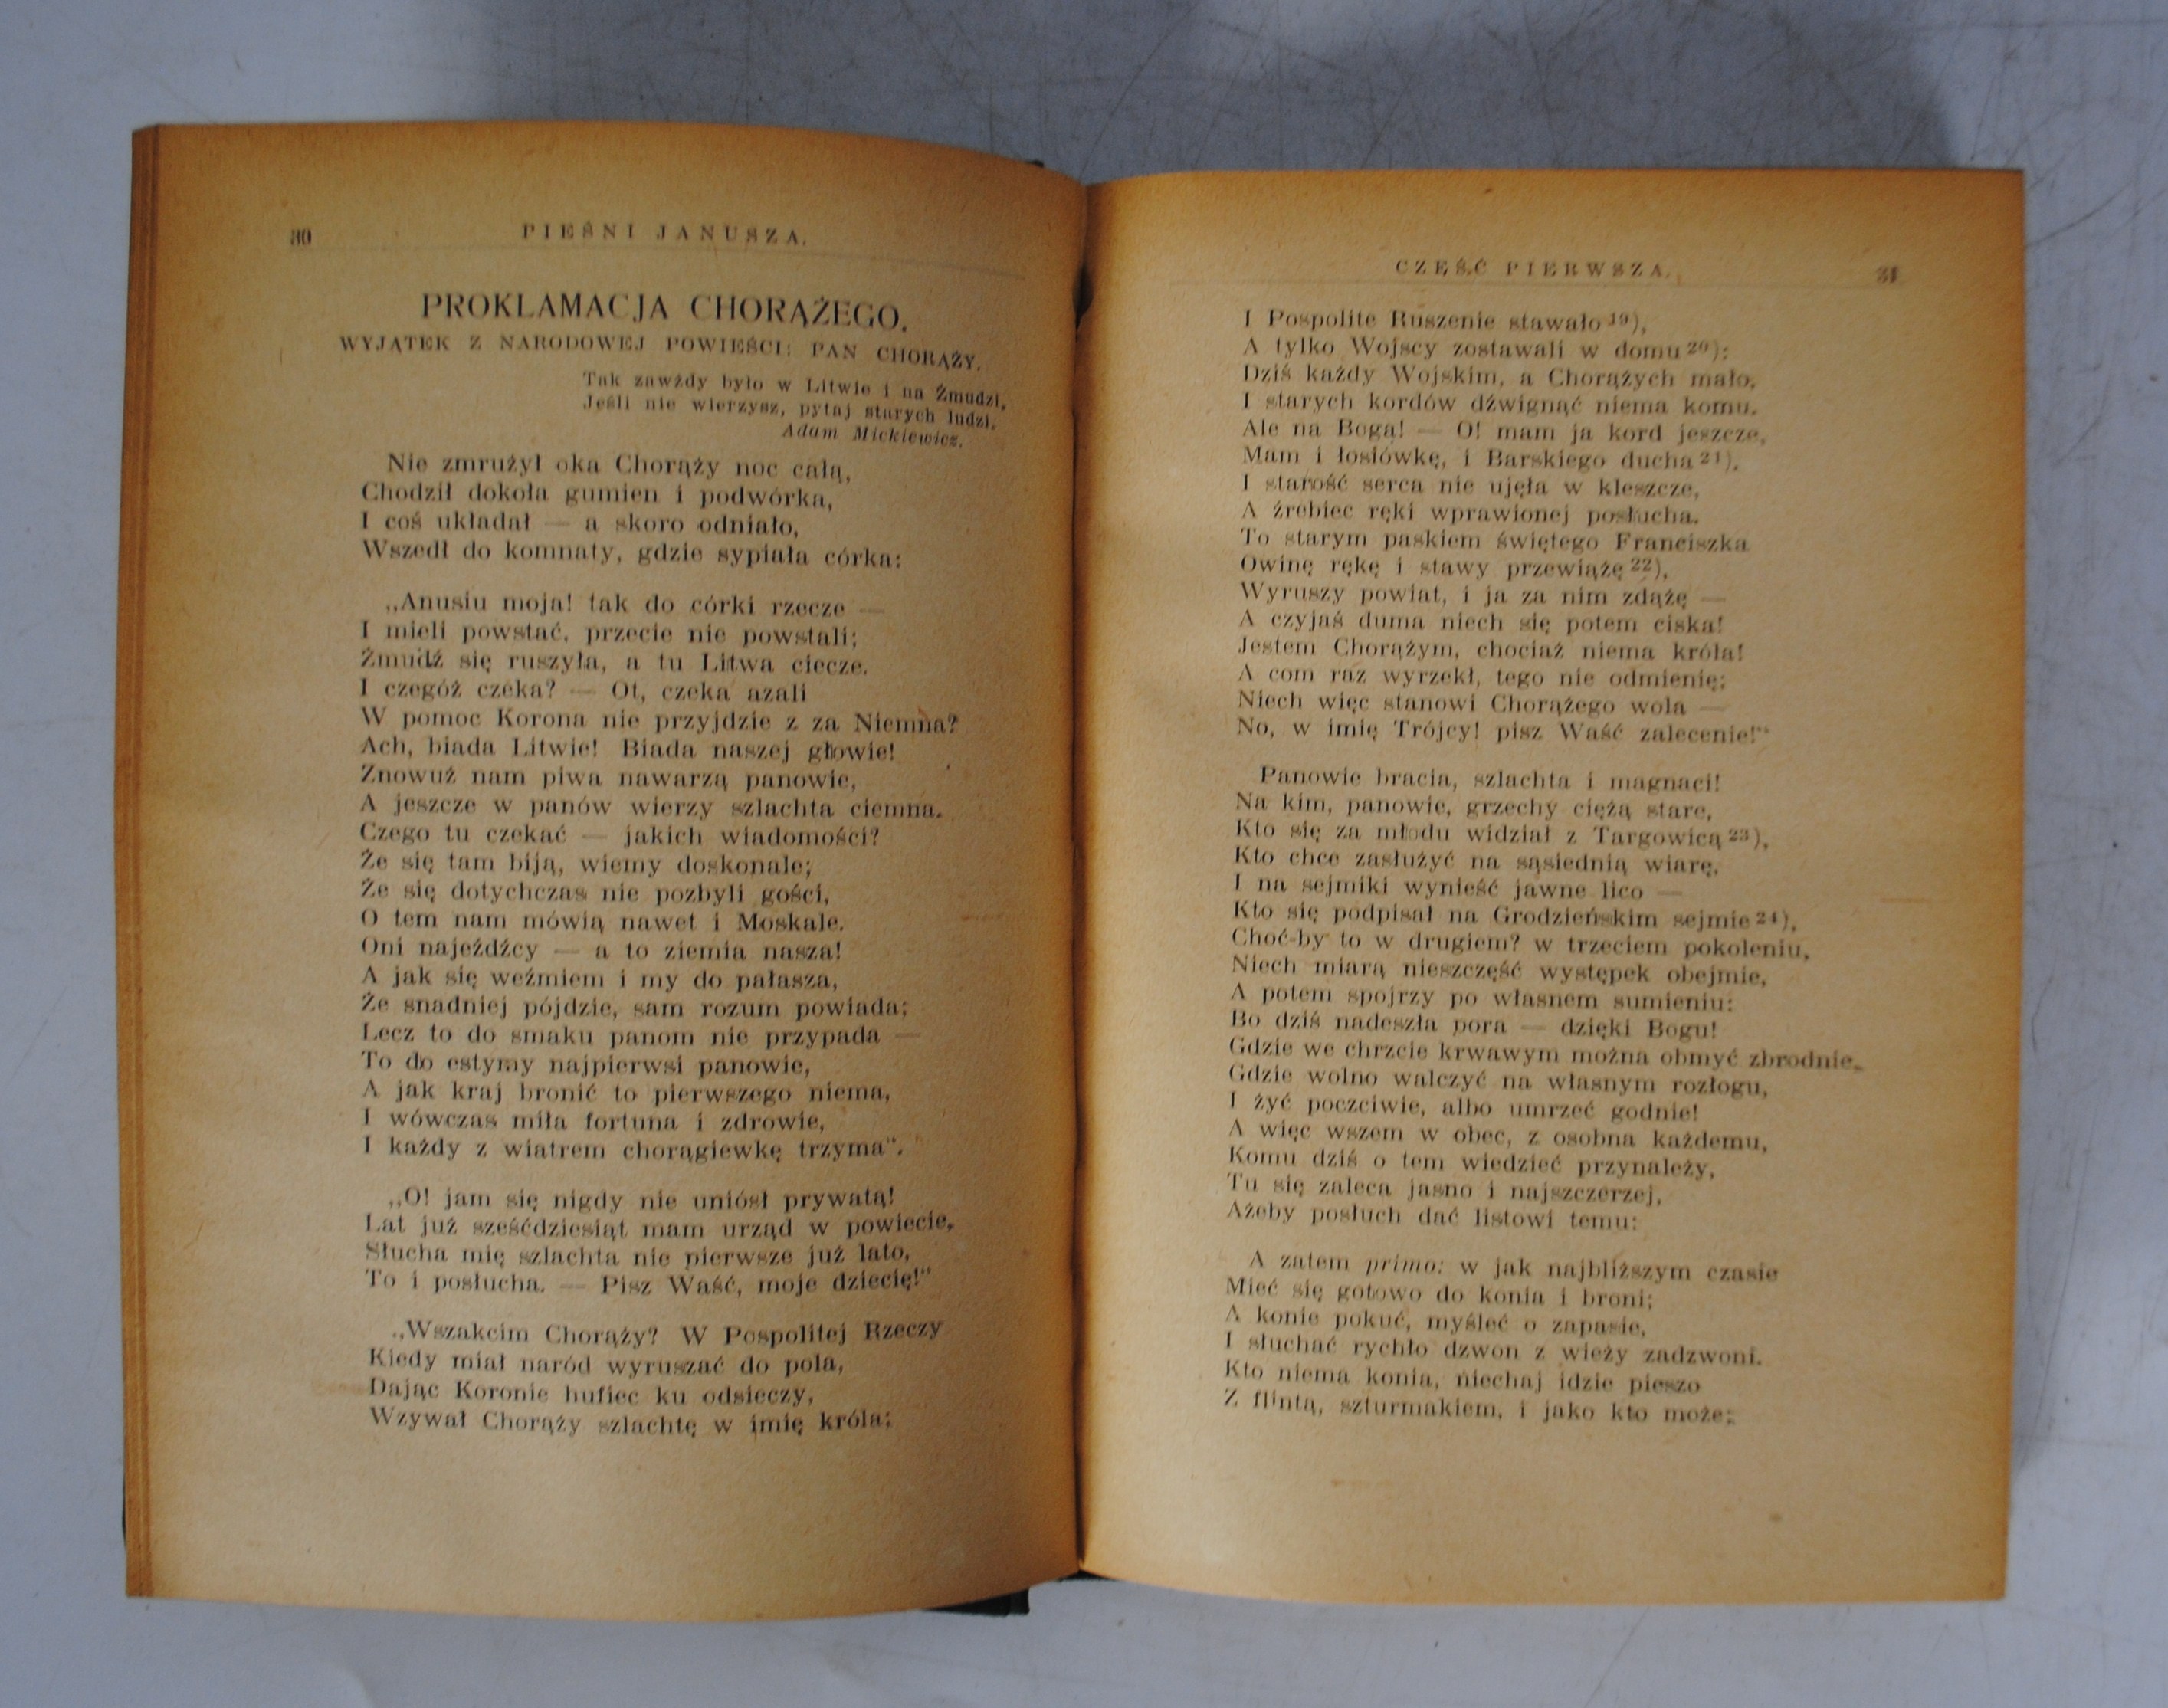 30
PIEŚNI JANUSZA.
PROKLAMACJA CHORĄŻEGO.
WYJĄTEK Z NARODOWEJ POWIEŚCI: PAN CHORĄŻY.
Tak zawżdy było w Litwie i na Żmudzi,
Jeśli nie wierzysz, pytaj starych ludzi.
Adam Mickiewicz.
Nie zmrużył oka Chorąży noc całą,
Chodził dokoła gumien i podwórka,
I coś układał — a skoro odniało,
Wszedł do komnaty, gdzie sypiała córka:
„Anusiu moja! tak do córki rzecze —
I mieli powstać, przecie nie powstali;
Żmudź się ruszyła, a tu Litwa ciecze.
I czegóż czeka? — Ot, czeka azali
W pomoc Korona nie przyjdzie z za Niemna?
Ach, biada Litwie! Biada naszej głowie!
Znowuż nam piwa nawarzą panowie,
A jeszcze w panów wierzy szlachta ciemna.
Czego tu czekać — jakich wiadomości?
Że się tam biją, wiemy doskonale;
Że się dotychczas nie pozbyli gości,
O tem nam mówią nawet i Moskale.
Oni najeźdźcy — a to ziemia nasza!
A jak się weźmiem i my do pałasza,
Że snadniej pójdzie, sam rozum powiada;
Lecz to do smaku panom nie przypada —
To do estymy najpierwsi panowie,
A jak kraj bronić to pierwszego niema,
I wówczas miła fortuna i zdrowie,
I każdy z wiatrem chorągiewkę trzyma".
„O! jam się nigdy nie uniósł prywatą!
Lat już sześćdziesiąt mam urząd w powiecie,
Słucha mię szlachta nie pierwsze już lato,
To i posłucha. — Pisz Waść, moje dziecię!"
„Wszakcim Chorąży? W Pospolitej Rzeczy
Kiedy miał naród wyruszać do pola,
Dając Koronie hufiec ku odsieczy,
Wzywał Chorąży szlachtę w imię króla;
CZĘŚĆ PIERWSZA.
31
I Pospolite Ruszenie stawało 19),
A tylko Wojscy zostawali w domu 20);
Dziś każdy Wojskim, a Chorążych mało,
I starych kordów dźwignąć niema komu.
Ale na Boga! — O! mam ja kord jeszcze,
Mam i łosiówkę, i Barskiego ducha 21),
I starość serca nie ujęła w kleszcze,
A źrebiec ręki wprawionej posłucha.
To starym paskiem świętego Franciszka
Owinę rękę i stawy przewiążę 22),
Wyruszy powiat, i ja za nim zdążę —
A czyjaś duma niech się potem ciska!
Jestem Chorążym, chociaż niema króla!
A com raz wyrzekł, tego nie odmienię;
Niech więc stanowi Chorążego wola —
No, w imię Trójcy! pisz Waść zalecenie!"
Panowie bracia, szlachta i magnaci!
Na kim, panowie, grzechy ciężą stare,
Kto się za młodu widział z Targowicą 23),
Kto chce zasłużyć na sąsiednią wiarę,
I na sejmiki wynieść jawne lico —
Kto się podpisał na Grodzieńskim sejmie 24),
Choć-by to w drugiem? w trzeciem pokoleniu,
Niech miarą nieszczęść występek obejmie,
A potem spojrzy po własnem sumieniu:
Bo dziś nadeszła pora — dzięki Bogu!
Gdzie we chrzcie krwawym można obmyć zbrodnie,
Gdzie wolno walczyć na własnym rozłogu,
I żyć poczciwie, albo umrzeć godnie!
A więc wszem w obec, z osobna każdemu,
Komu dziś o tem wiedzieć przynależy,
Tu się zaleca jasno i najszczerzej,
Ażeby posłuch dać listowi temu:
A zatem primo: w jak najbliższym czasie
Mieć się gotowo do konia i broni;
A konie pokuć, myśleć o zapasie,
I słuchać rychło dzwon z wieży zadzwoni.
Kto niema konia, niechaj idzie pieszo
Z flintą, szturmakiem, i jako kto może;